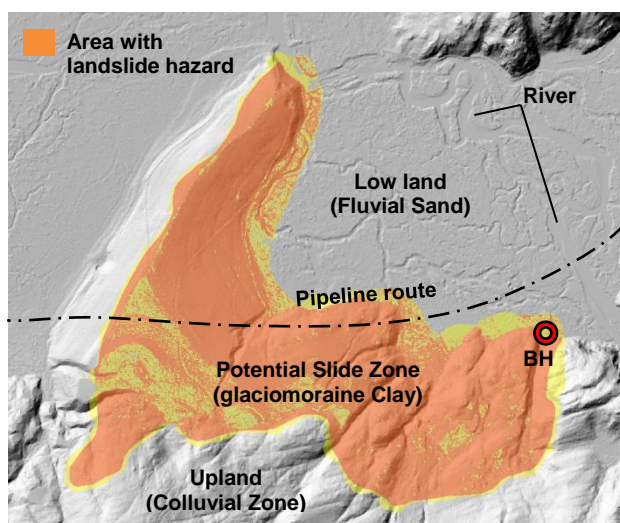 Area with
landslide hazard
River
Low land
(Fluvial Sand)
Pipeline route
BH
Potential Slide Zone
(glaciomoraine Clay)
Upland
(Colluvial Zone)